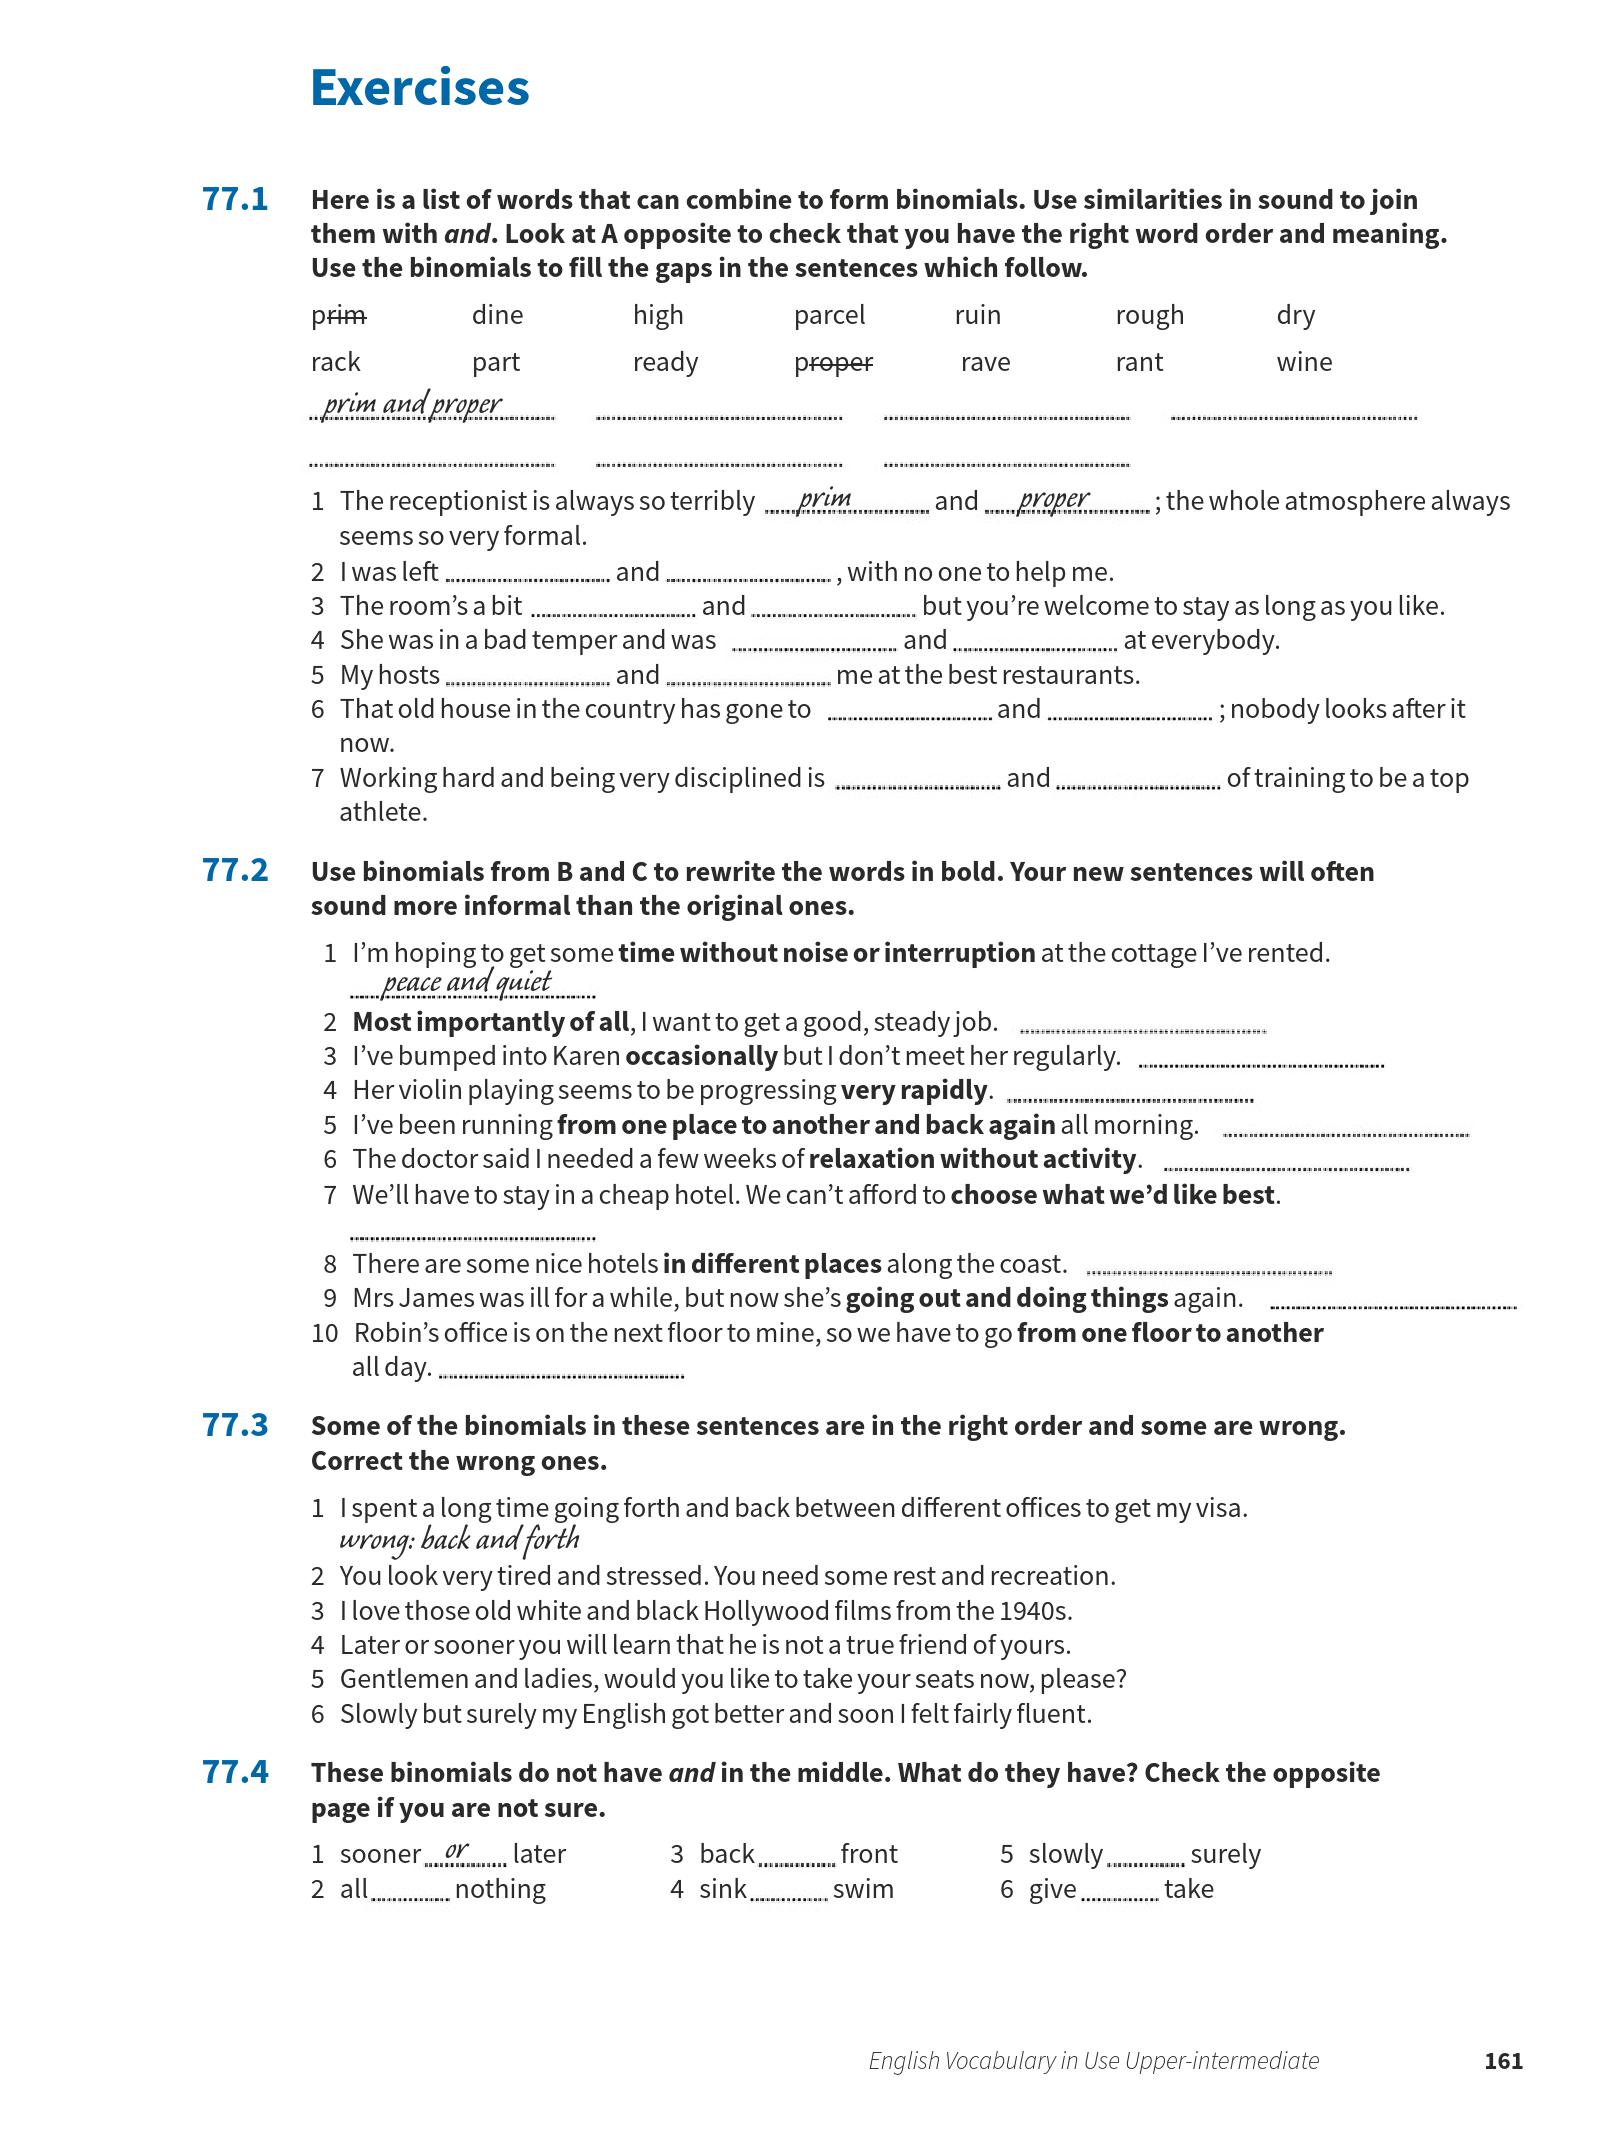 Exercises
77.1 Here is a list of words that can combine to form binomials. Use similarities in sound to join
them with and. Look at A opposite to check that you have the right word order and meaning.
Use the binomials to fill the gaps in the sentences which follow.
prim dine high parcel ruin rough dry
rack part ready proper rave rant wine
prim and proper
1 The receptionist is always so terribly prim and proper ; the whole atmosphere always
seems so very formal.
2 I was left ............ and ............ , with no one to help me.
3 The room’s a bit ............ and ............ but you’re welcome to stay as long as you like.
4 She was in a bad temper and was ............ and ............ at everybody.
5 My hosts ............ and ............ me at the best restaurants.
6 That old house in the country has gone to ............ and ............ ; nobody looks after it
now.
7 Working hard and being very disciplined is ............ and ............ of training to be a top
athlete.
77.2 Use binomials from B and C to rewrite the words in bold. Your new sentences will often
sound more informal than the original ones.
1 I’m hoping to get some time without noise or interruption at the cottage I’ve rented.
peace and quiet
2 Most importantly of all, I want to get a good, steady job. ............
3 I’ve bumped into Karen occasionally but I don’t meet her regularly. ............
4 Her violin playing seems to be progressing very rapidly. ............
5 I’ve been running from one place to another and back again all morning. ............
6 The doctor said I needed a few weeks of relaxation without activity. ............
7 We’ll have to stay in a cheap hotel. We can’t afford to choose what we’d like best.
............
8 There are some nice hotels in different places along the coast. ............
9 Mrs James was ill for a while, but now she’s going out and doing things again. ............
10 Robin’s office is on the next floor to mine, so we have to go from one floor to another
all day. ............
77.3 Some of the binomials in these sentences are in the right order and some are wrong.
Correct the wrong ones.
1 I spent a long time going forth and back between different offices to get my visa.
wrong: back and forth
2 You look very tired and stressed. You need some rest and recreation.
3 I love those old white and black Hollywood films from the 1940s.
4 Later or sooner you will learn that he is not a true friend of yours.
5 Gentlemen and ladies, would you like to take your seats now, please?
6 Slowly but surely my English got better and soon I felt fairly fluent.
77.4 These binomials do not have and in the middle. What do they have? Check the opposite
page if you are not sure.
1 sooner or later 3 back ............ front 5 slowly ............ surely
2 all ............ nothing 4 sink ............ swim 6 give ............ take
English Vocabulary in Use Upper-intermediate 161